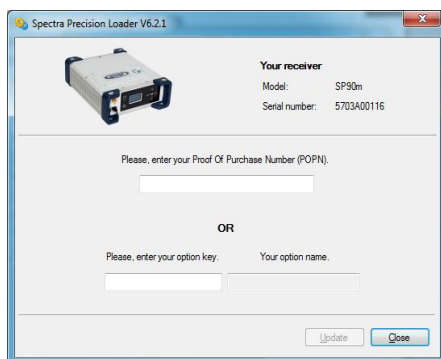 Spectra Precision Loader V6.2.1
Your receiver
Model: SP90m
Serial number: 5703A00116
Please, enter your Proof Of Purchase Number (POPN).
OR
Please, enter your option key. Your option name.
Update Close